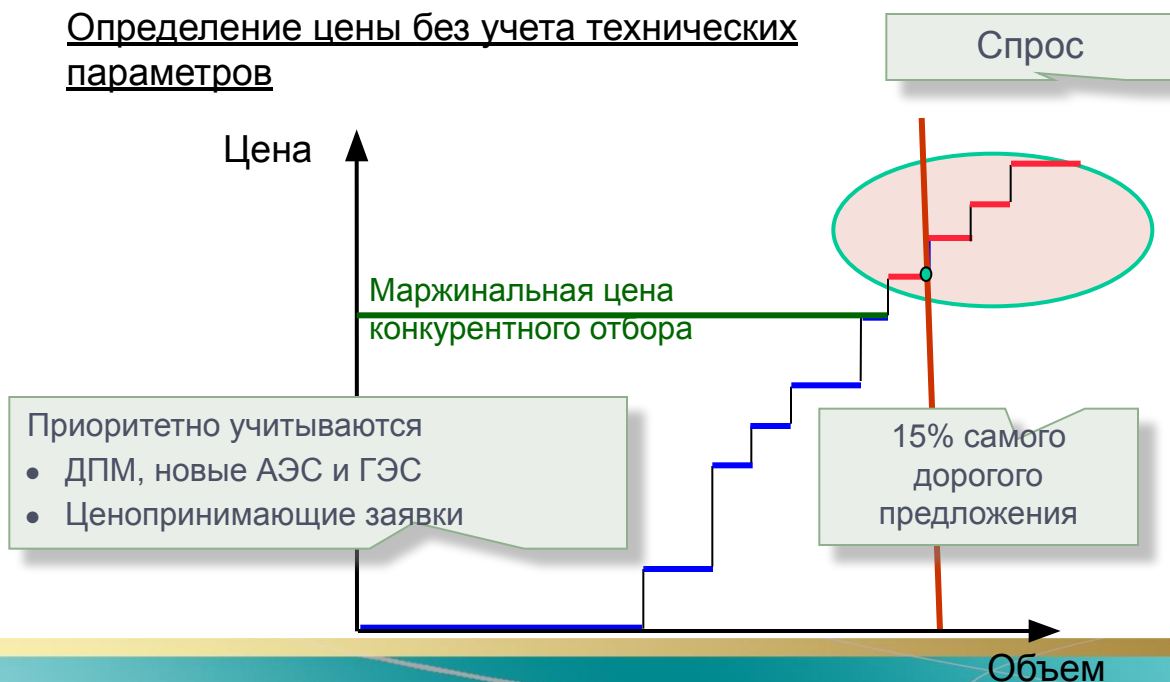 Определение цены без учета технических
параметров
Спрос
Цена
Маржинальная цена
конкурентного отбора
Приоритетно учитываются
● ДПМ, новые АЭС и ГЭС
● Ценопринимающие заявки
15% самого
дорогого
предложения
Объем